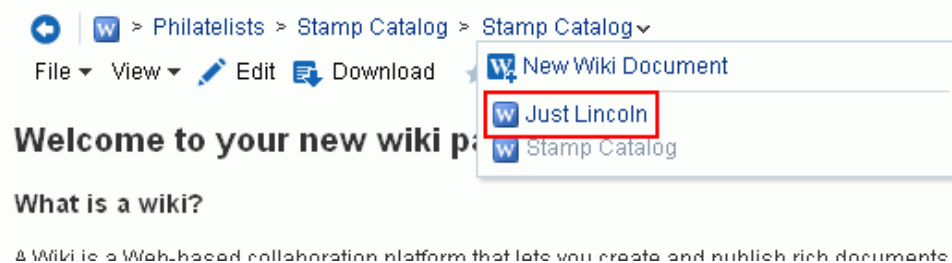 W > Philatelists > Stamp Catalog > Stamp Catalog
File View Edit Download
W New Wiki Document
W Just Lincoln
W Stamp Catalog
Welcome to your new wiki
What is a wiki?
A Wiki is a Web-based collaboration platform that lets you create and publish rich documents